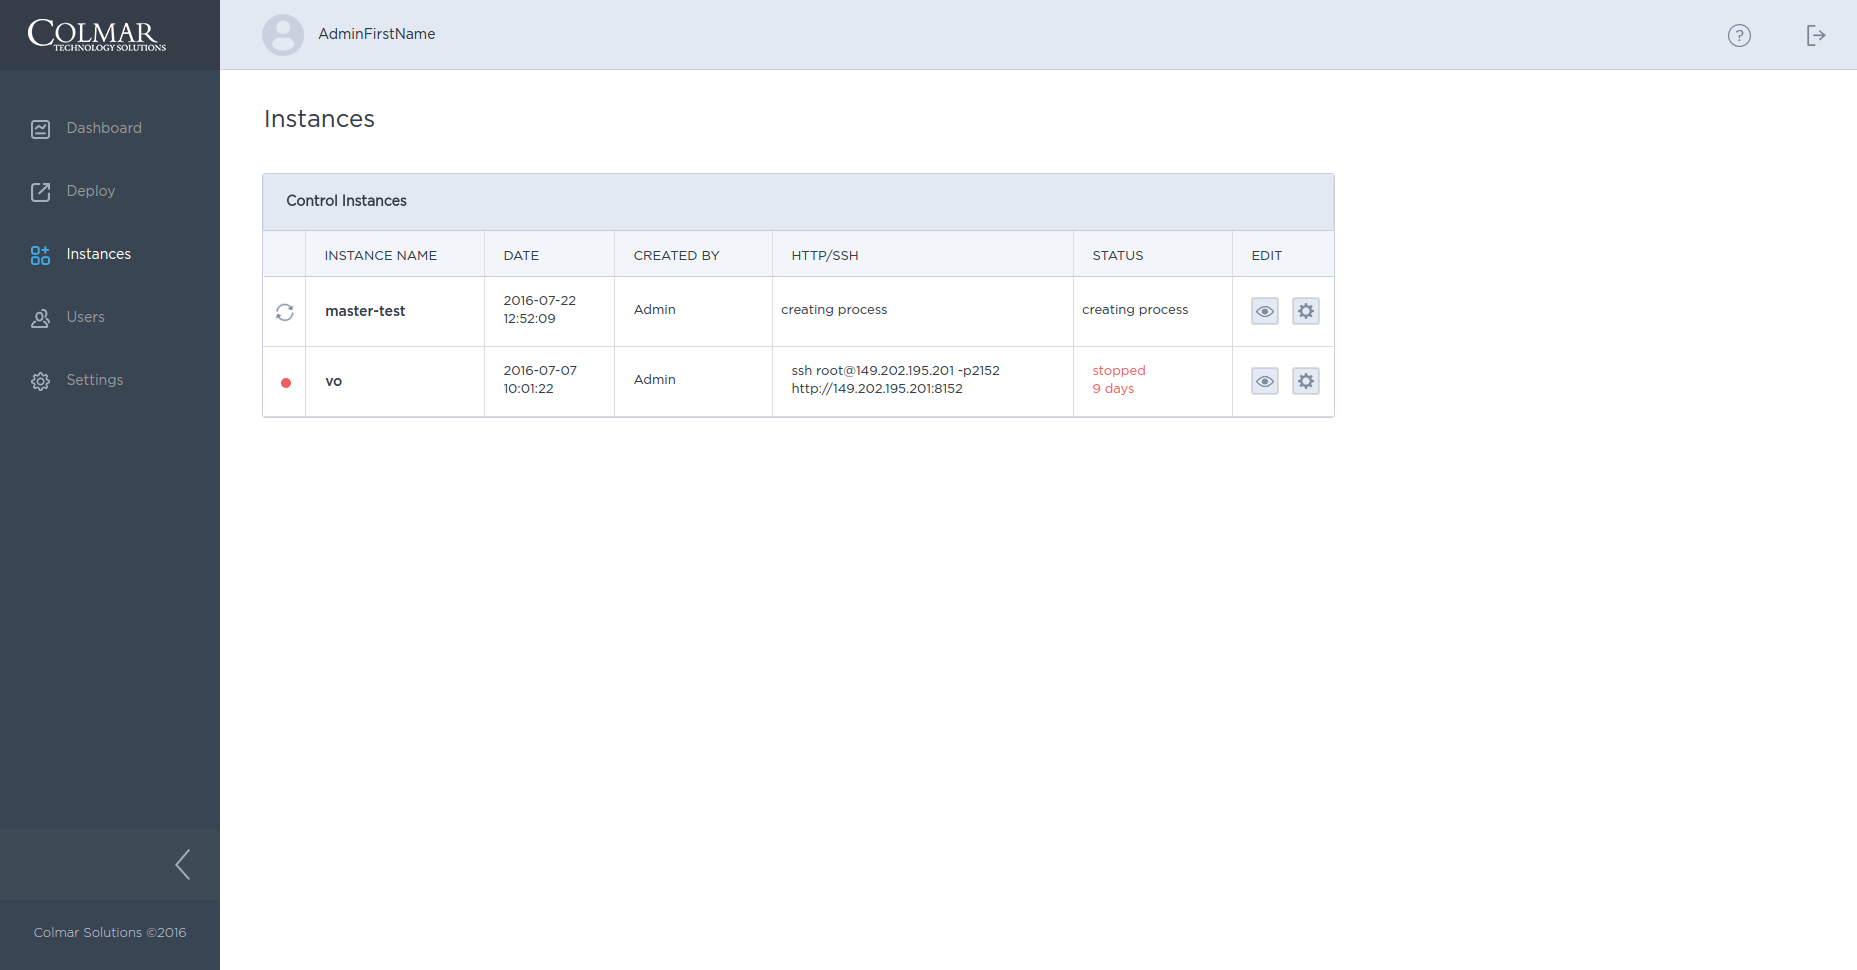 COLMAR
TECHNOLOGY SOLUTIONS
AdminFirstName
?
Dashboard
Deploy
Instances
Users
Settings
Colmar Solutions ©2016
Instances
Control Instances
INSTANCE NAME DATE CREATED BY HTTP/SSH STATUS EDIT
master-test 2016-07-22 12:52:09 Admin creating process creating process
vo 2016-07-07 10:01:22 Admin ssh root@149.202.195.201 -p2152 http://149.202.195.201:8152 stopped 9 days